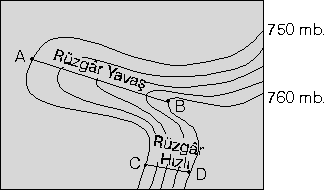 750 mb.
A
Rüzgâr Yavaş
760 mb.
B
Rüzgâr
Hızlı
C
D